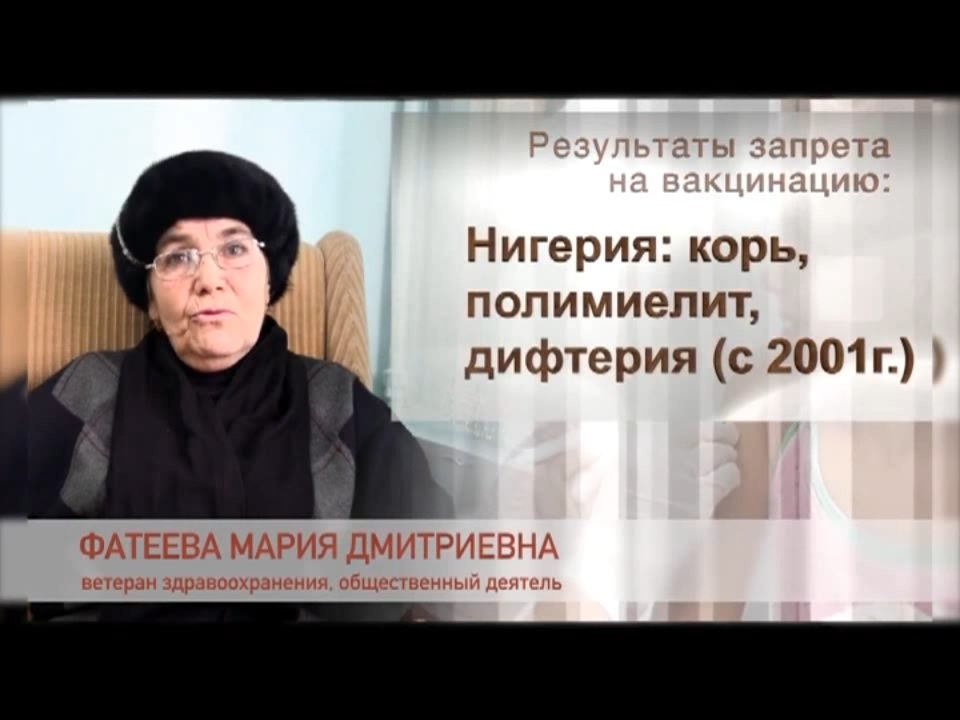 Результаты запрета
на вакцинацию:
Нигерия: корь,
полимиелит,
дифтерия (с 2001г.) )
ФАТЕЕВА МАРИЯ ДМИТРИЕВНА
ветеран здравоохранения, общественный деятель